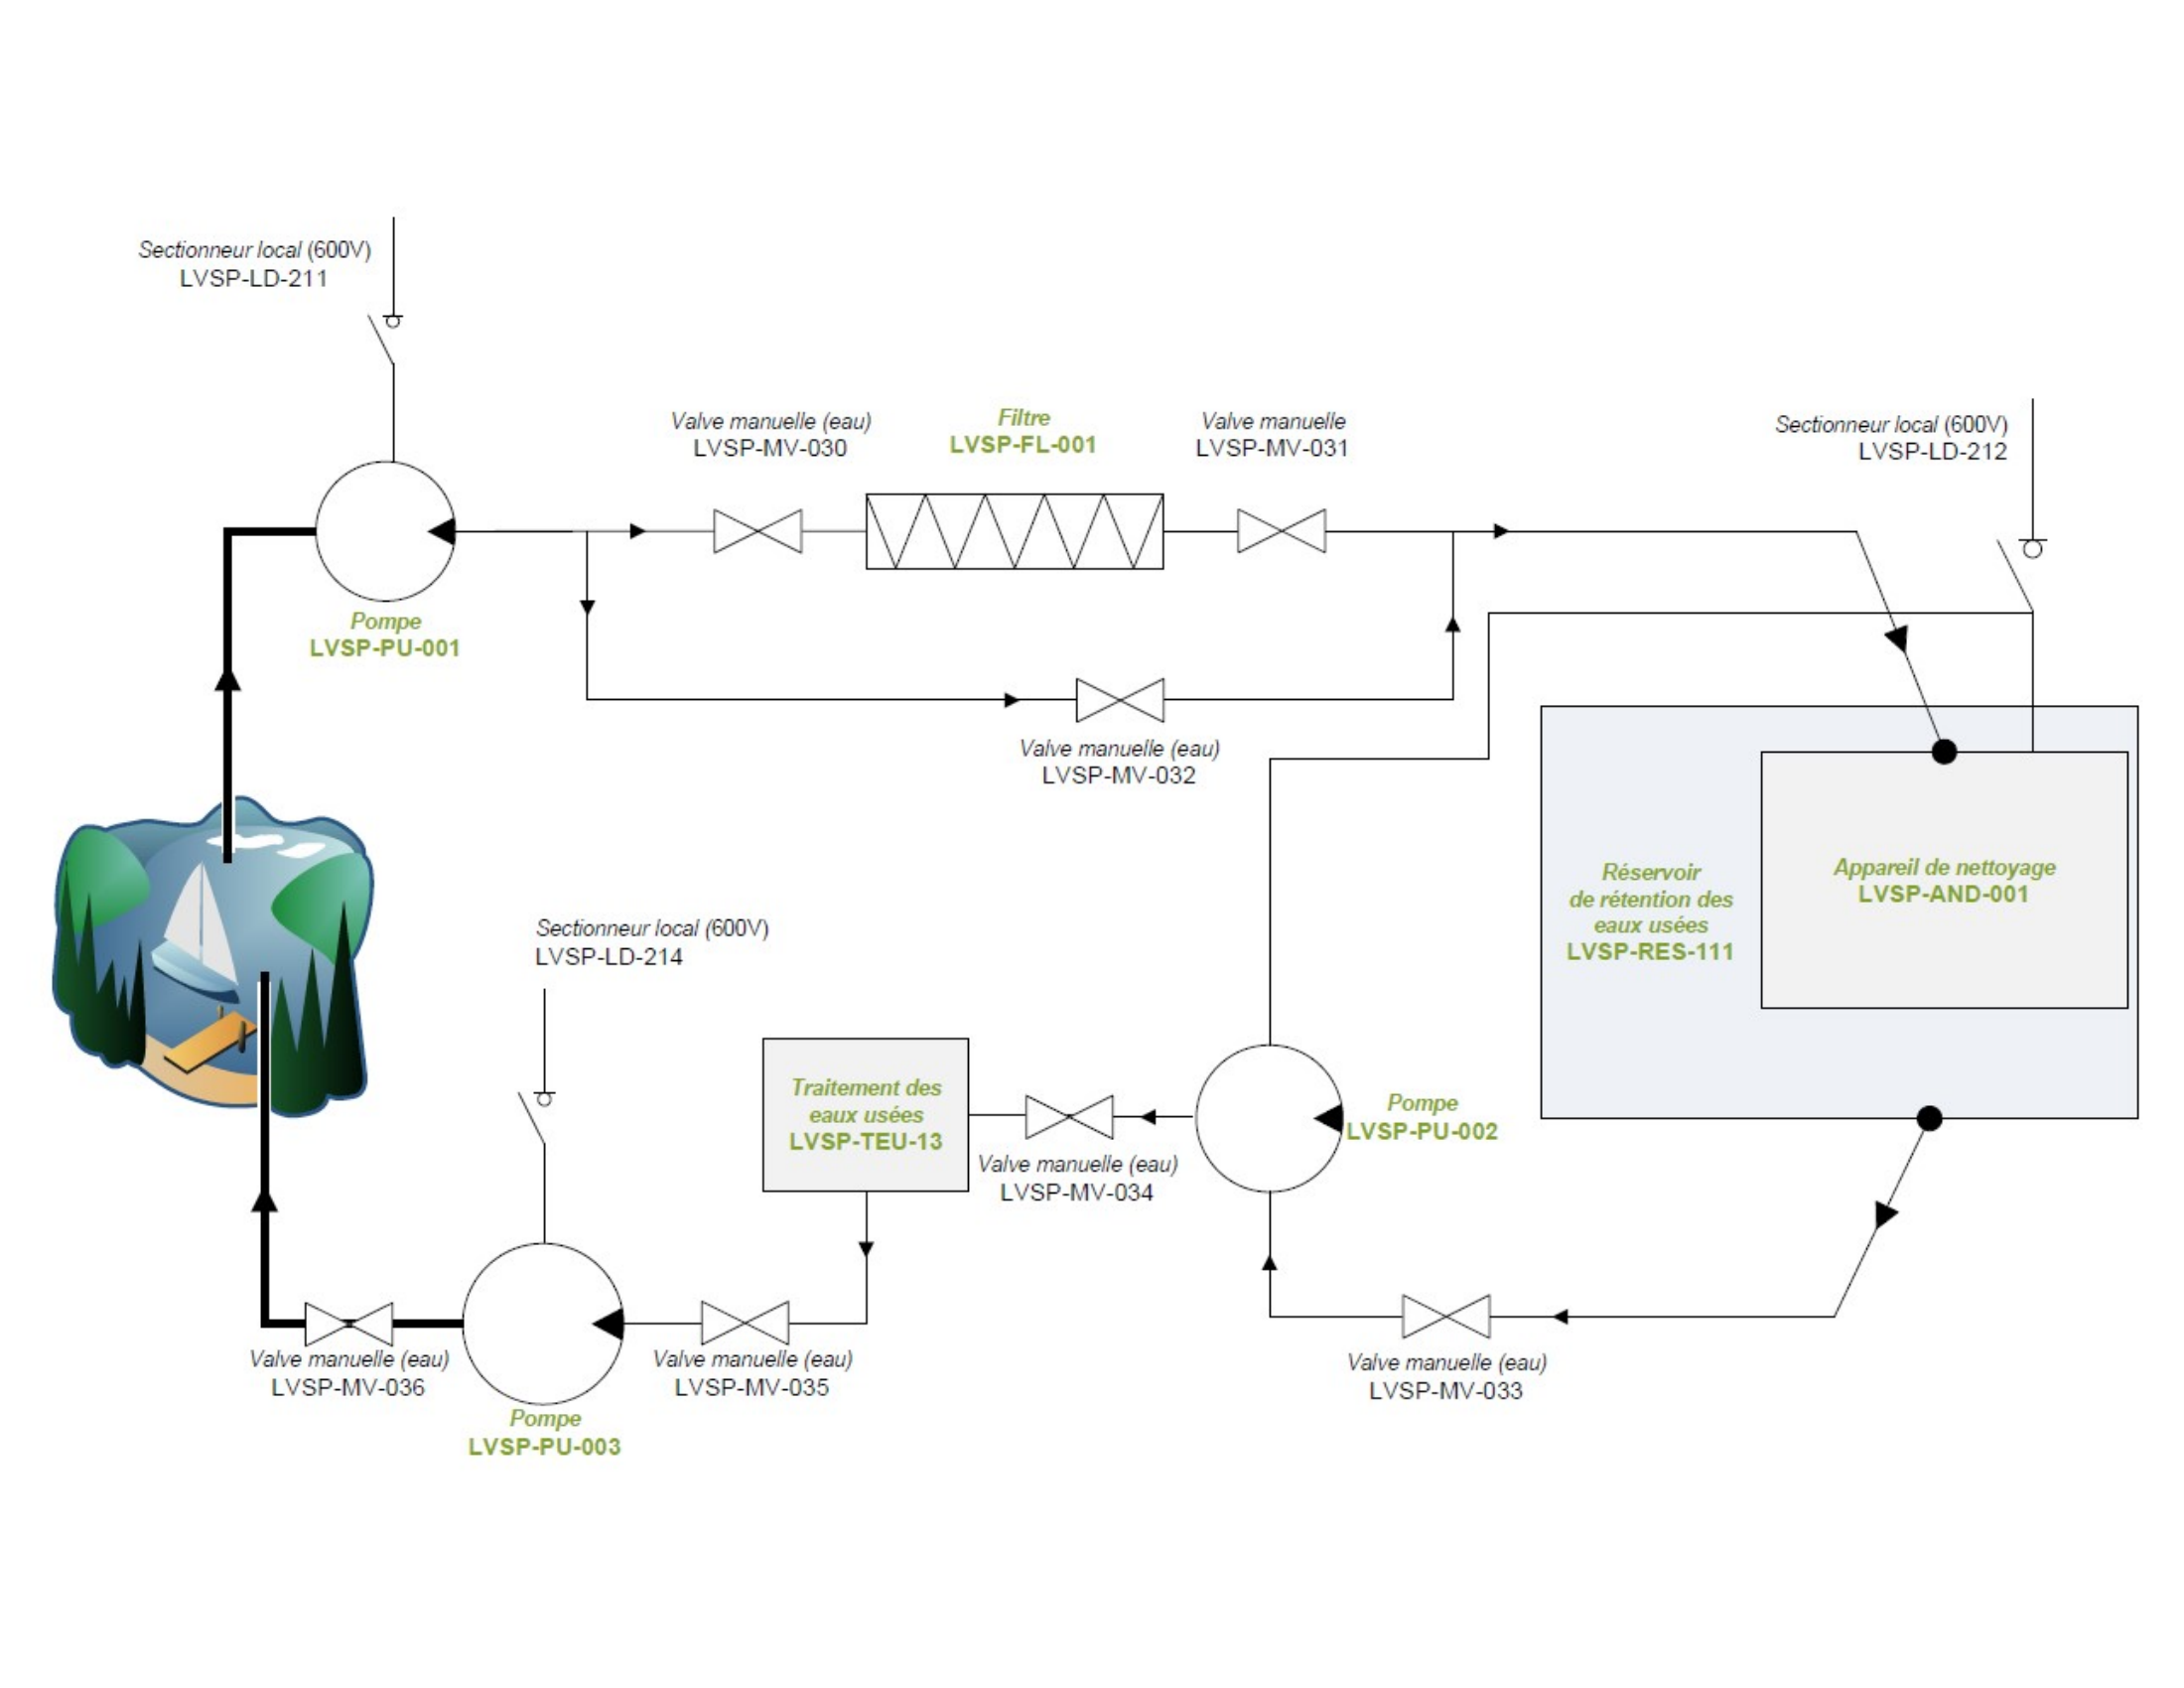 Sectionneur local (600V)
LVSP-LD-211
Valve manuelle (eau)
LVSP-MV-030
Filtre
LVSP-FL-001
Valve manuelle
LVSP-MV-031
Sectionneur local (600V)
LVSP-LD-212
Pompe
LVSP-PU-001
Valve manuelle (eau)
LVSP-MV-032
Réservoir
de rétention des
eaux usées
LVSP-RES-111
Appareil de nettoyage
LVSP-AND-001
Sectionneur local (600V)
LVSP-LD-214
Traitement des
eaux usées
LVSP-TEU-13
Valve manuelle (eau)
LVSP-MV-034
Pompe
LVSP-PU-002
Valve manuelle (eau)
LVSP-MV-036
Pompe
LVSP-PU-003
Valve manuelle (eau)
LVSP-MV-035
Valve manuelle (eau)
LVSP-MV-033